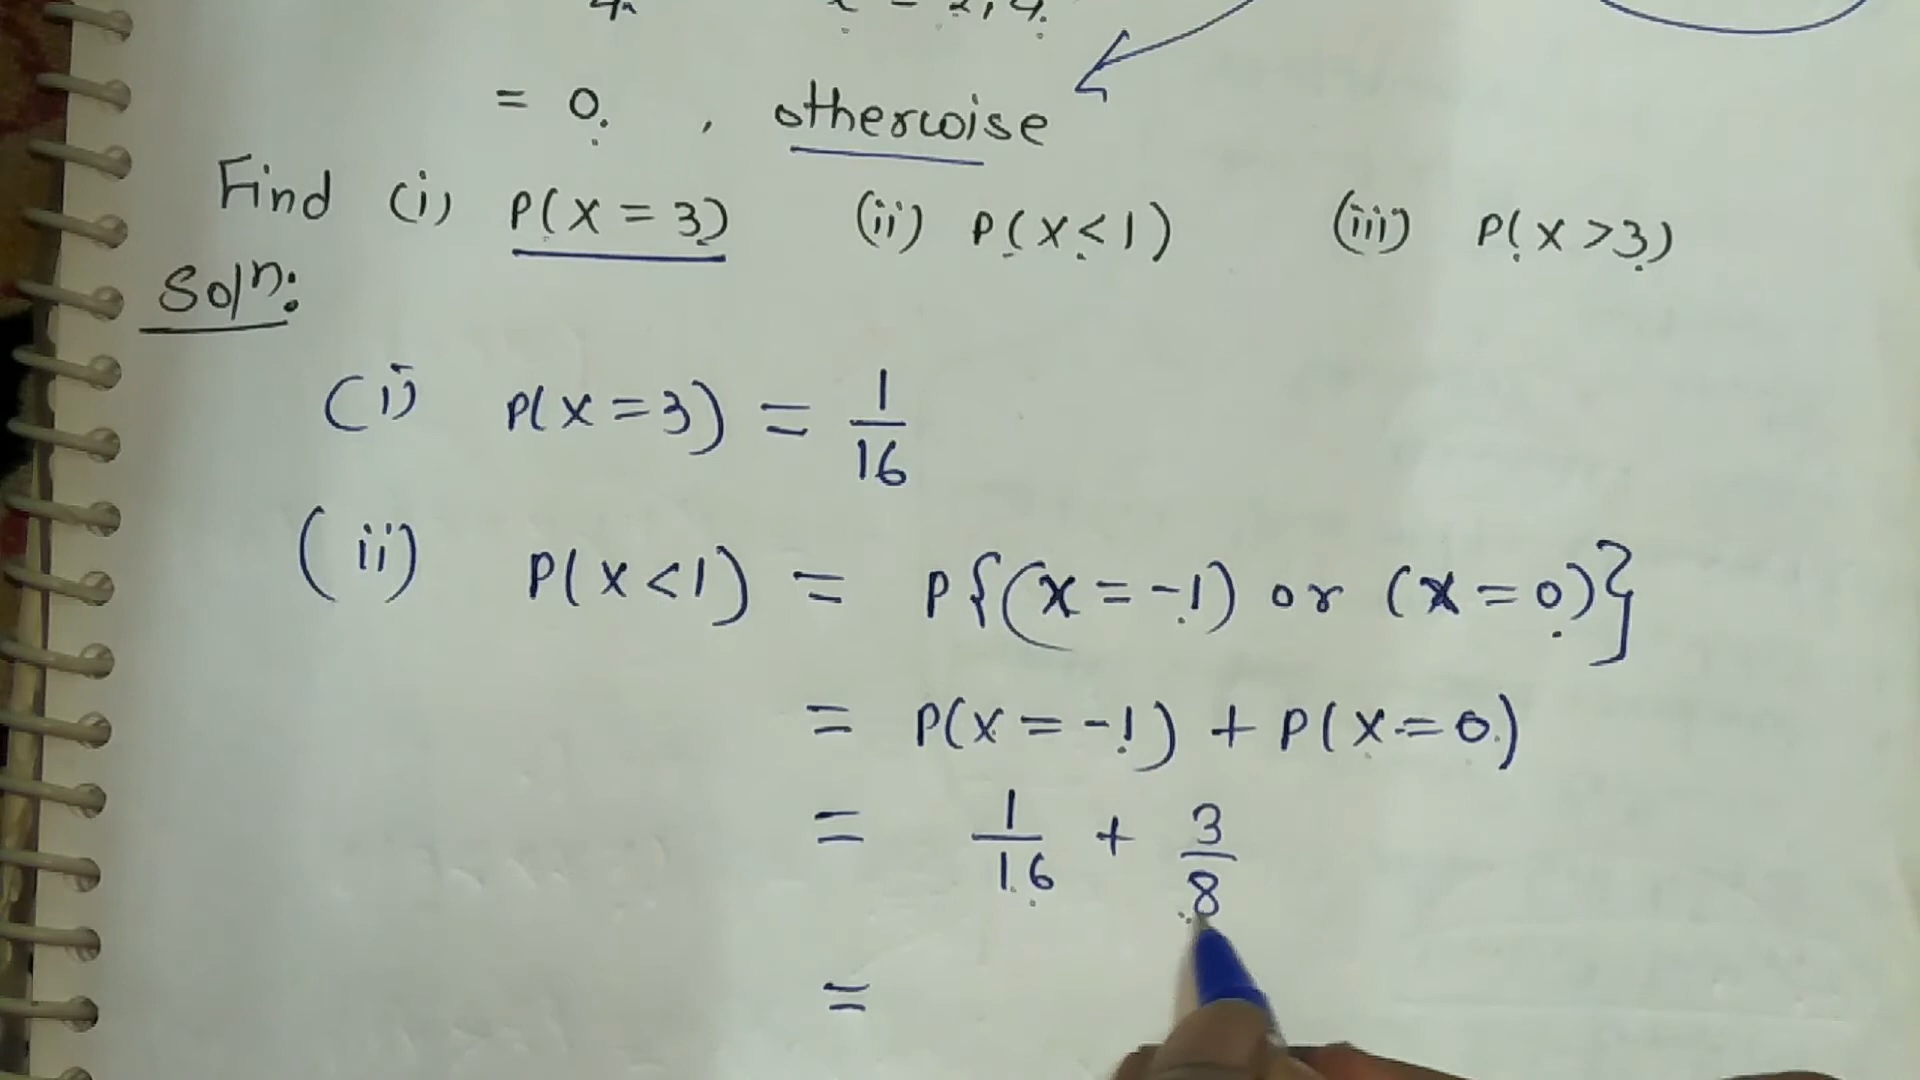 = 0. , otherwise
Find (i) P(X = 3) (ii) P(X < 1) (iii) P(X > 3)
Soln:
(i) P(X = 3) = 1/16
(ii) P(X < 1) = P{(X = -1) or (X = 0)}
= P(X = -1) + P(X = 0)
= 1/16 + 3/8
=